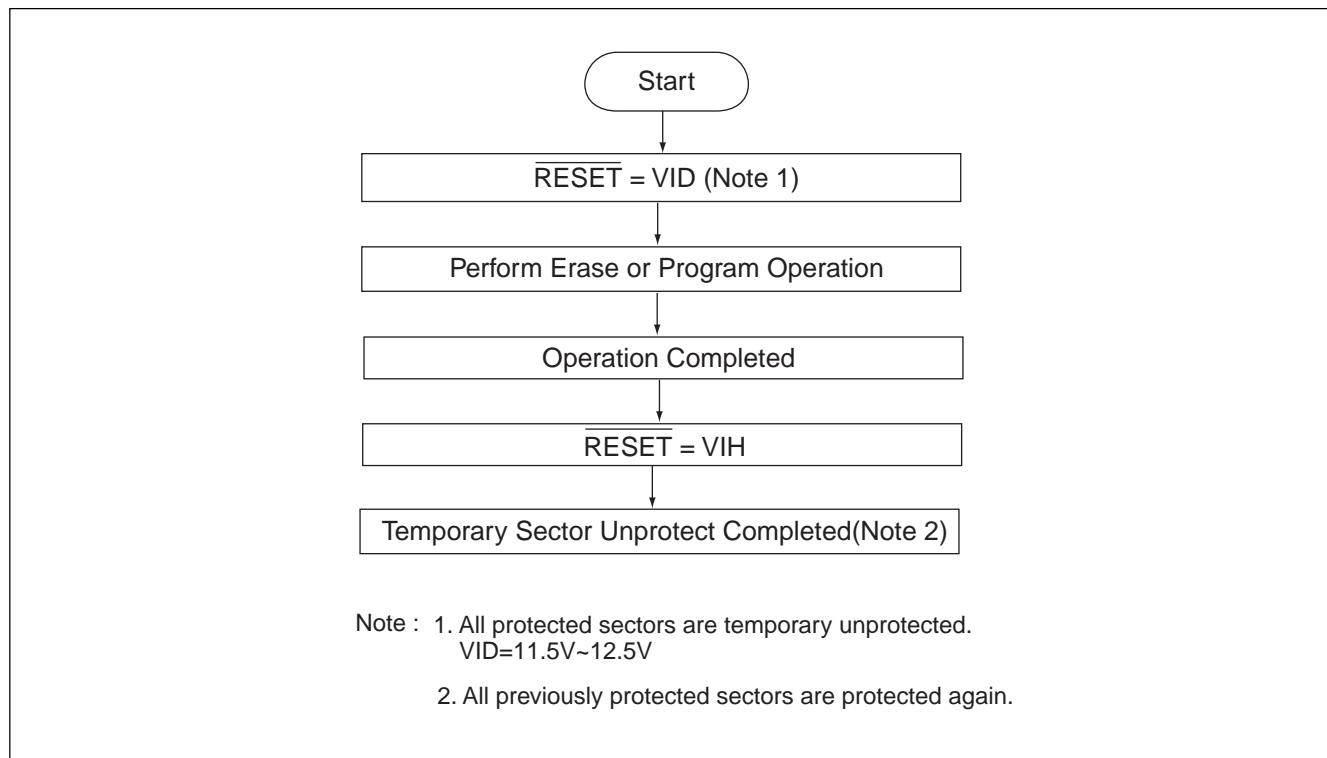 Start
RESET = VID (Note 1)
Perform Erase or Program Operation
Operation Completed
RESET = VIH
Temporary Sector Unprotect Completed(Note 2)
Note : 1. All protected sectors are temporary unprotected.
VID=11.5V~12.5V
2. All previously protected sectors are protected again.